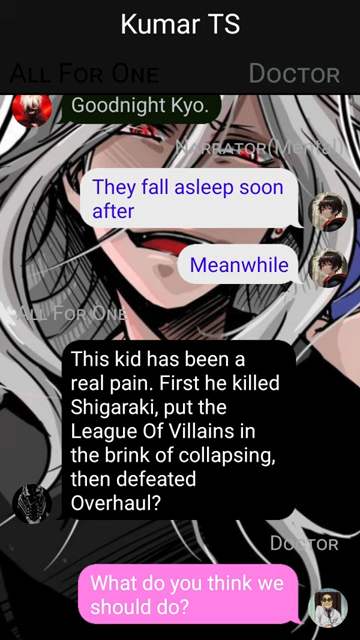 Kumar TS
All For One
Doctor
Goodnight Kyo.
Narrator(Mental)
They fall asleep soon
after
Meanwhile
All For One
This kid has been a
real pain. First he killed
Shigaraki, put the
League Of Villains in
the brink of collapsing,
then defeated
Overhaul?
Doctor
What do you think we
should do?